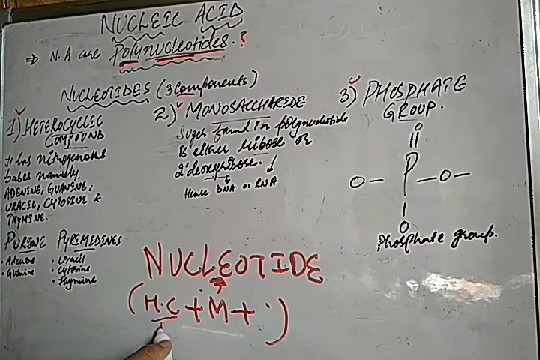 NUCLEIC ACID
⇒ N.A are Polynucleotides.
NUCLEOTIDES (3 Components)
1) HETEROCYCLIC
COMPOUND
It has nitrogenous
bases namely
ADENINE, GUANINE,
URACIL, CYTOSINE &
THYMINE.
PURINE PYRIMIDINES
Adenine
Guanine
Uracil
Cytosine
Thymine
2) MONOSACCHARIDE
Sugar found in polynucleotide
is either ribose or
2' deoxyribose.
Hence DNA or RNA
3) PHOSPHATE
GROUP.
O
||
O - P - O -
|
O
Phosphate group.
NUCLEOTIDE
(H.C + M + )